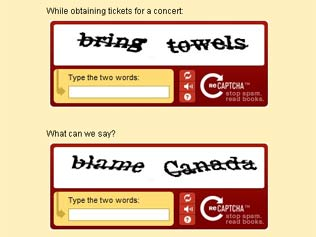 While obtaining tickets for a concert:
bring towels
Type the two words:
reCAPTCHA™
stop spam.
read books.
What can we say?
blame Canada
Type the two words:
reCAPTCHA™
stop spam.
read books.